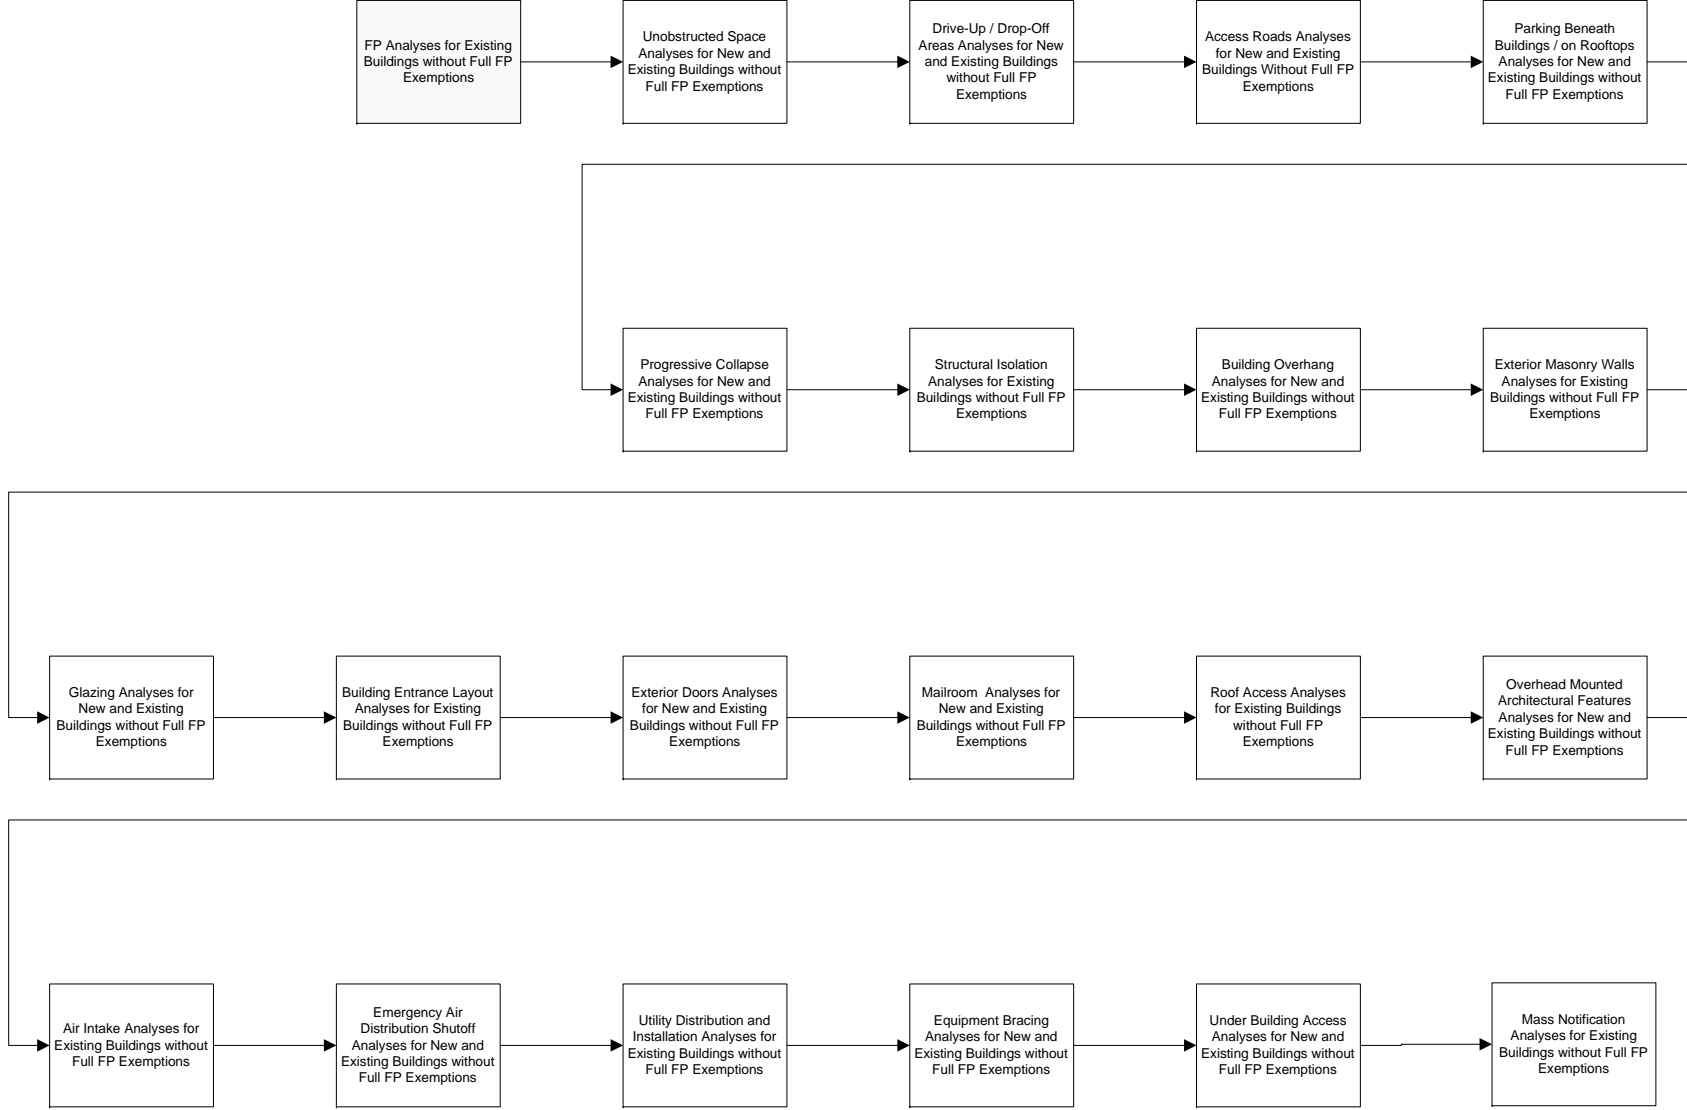 FP Analyses for Existing
Buildings without Full FP
Exemptions
Unobstructed Space
Analyses for New and
Existing Buildings without
Full FP Exemptions
Drive-Up / Drop-Off
Areas Analyses for New
and Existing Buildings
without Full FP
Exemptions
Access Roads Analyses
for New and Existing
Buildings Without Full FP
Exemptions
Parking Beneath
Buildings / on Rooftops
Analyses for New and
Existing Buildings without
Full FP Exemptions
Progressive Collapse
Analyses for New and
Existing Buildings without
Full FP Exemptions
Structural Isolation
Analyses for Existing
Buildings without Full FP
Exemptions
Building Overhang
Analyses for New and
Existing Buildings without
Full FP Exemptions
Exterior Masonry Walls
Analyses for Existing
Buildings without Full FP
Exemptions
Glazing Analyses for
New and Existing
Buildings without Full FP
Exemptions
Building Entrance Layout
Analyses for Existing
Buildings without Full FP
Exemptions
Exterior Doors Analyses
for New and Existing
Buildings without Full FP
Exemptions
Mailroom  Analyses for
New and Existing
Buildings without Full FP
Exemptions
Roof Access Analyses
for Existing Buildings
without Full FP
Exemptions
Overhead Mounted
Architectural Features
Analyses for New and
Existing Buildings without
Full FP Exemptions
Air Intake Analyses for
Existing Buildings without
Full FP Exemptions
Emergency Air
Distribution Shutoff
Analyses for New and
Existing Buildings without
Full FP Exemptions
Utility Distribution and
Installation Analyses for
Existing Buildings without
Full FP Exemptions
Equipment Bracing
Analyses for New and
Existing Buildings without
Full FP Exemptions
Under Building Access
Analyses for New and
Existing Buildings without
Full FP Exemptions
Mass Notification
Analyses for Existing
Buildings without Full FP
Exemptions